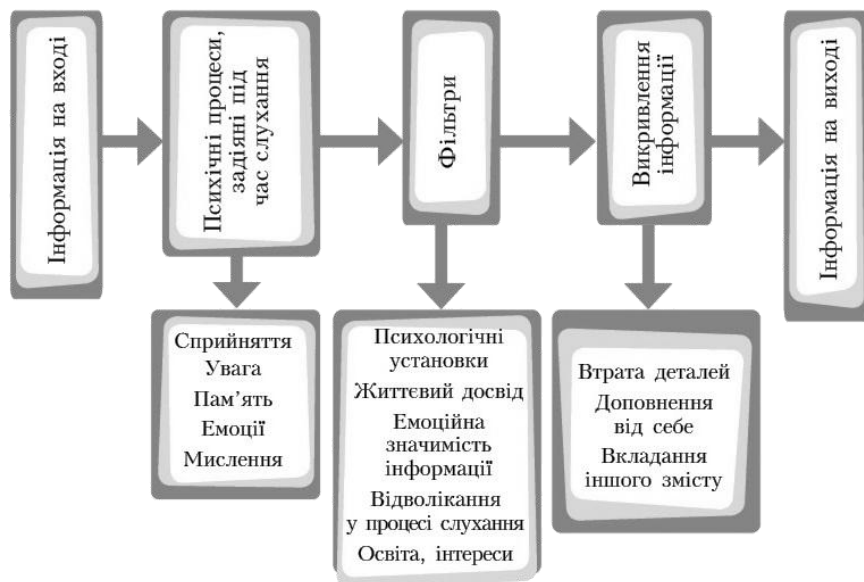 Інформація на вході
Психічні процеси,
задіяні під
час слухання
Фільтри
Викривлення
інформації
Інформація на виході
Сприйняття
Увага
Пам’ять
Емоції
Мислення
Психологічні
установки
Життєвий досвід
Емоційна
значимість
інформації
Відволікання
у процесі слухання
Освіта, інтереси
Втрата деталей
Доповнення
від себе
Вкладання
іншого змісту